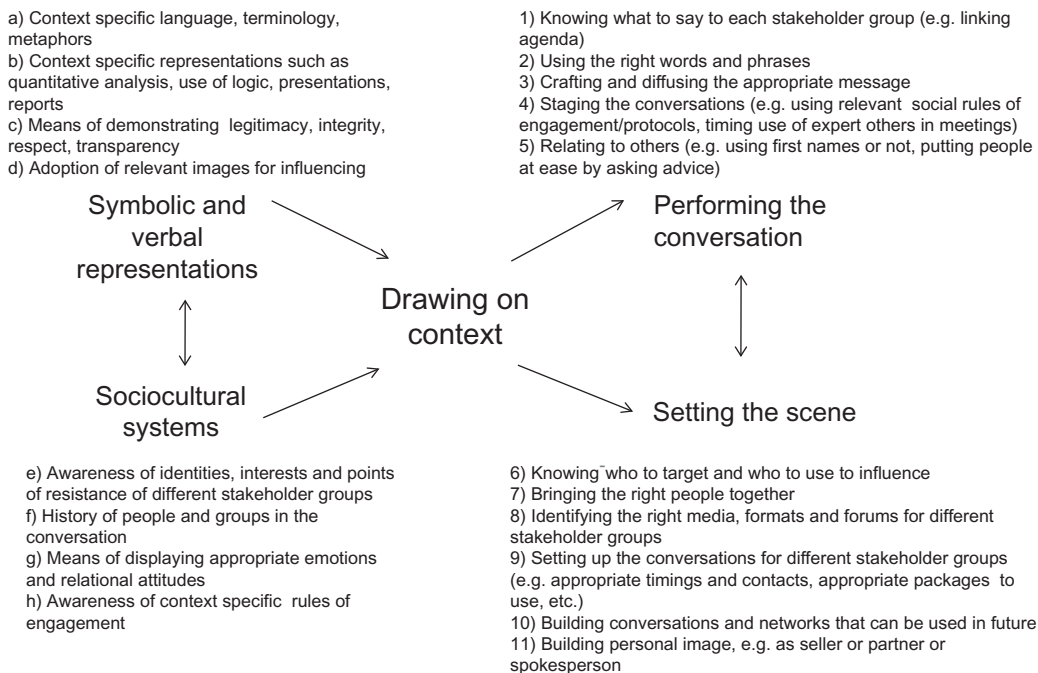 a) Context specific language, terminology,
metaphors
b) Context specific representations such as
quantitative analysis, use of logic, presentations,
reports
c) Means of demonstrating legitimacy, integrity,
respect, transparency
d) Adoption of relevant images for influencing
1) Knowing what to say to each stakeholder group (e.g. linking
agenda)
2) Using the right words and phrases
3) Crafting and diffusing the appropriate message
4) Staging the conversations (e.g. using relevant social rules of
engagement/protocols, timing use of expert others in meetings)
5) Relating to others (e.g. using first names or not, putting people
at ease by asking advice)
Symbolic and
verbal
representations
Performing the
conversation
Drawing on
context
Sociocultural
systems
Setting the scene
e) Awareness of identities, interests and points
of resistance of different stakeholder groups
f) History of people and groups in the
conversation
g) Means of displaying appropriate emotions
and relational attitudes
h) Awareness of context specific rules of
engagement
6) Knowing who to target and who to use to influence
7) Bringing the right people together
8) Identifying the right media, formats and forums for different
stakeholder groups
9) Setting up the conversations for different stakeholder groups
(e.g. appropriate timings and contacts, appropriate packages to
use, etc.)
10) Building conversations and networks that can be used in future
11) Building personal image, e.g. as seller or partner or
spokesperson